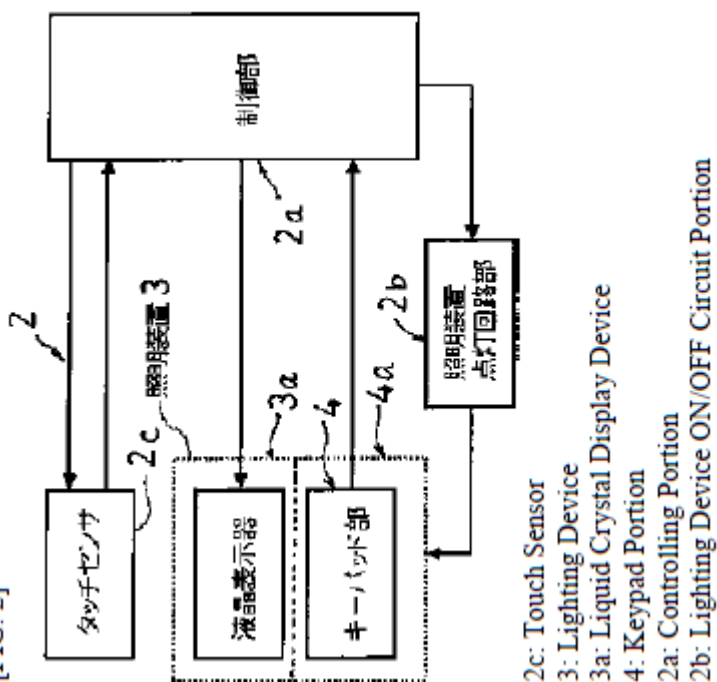 2
タッチセンサ
2c
照明装置 3
3a
液晶表示器
4
4a
キーパッド部
制御部
2a
2b
照明装置
点灯回路部
2c: Touch Sensor
3: Lighting Device
3a: Liquid Crystal Display Device
4: Keypad Portion
2a: Controlling Portion
2b: Lighting Device ON/OFF Circuit Portion